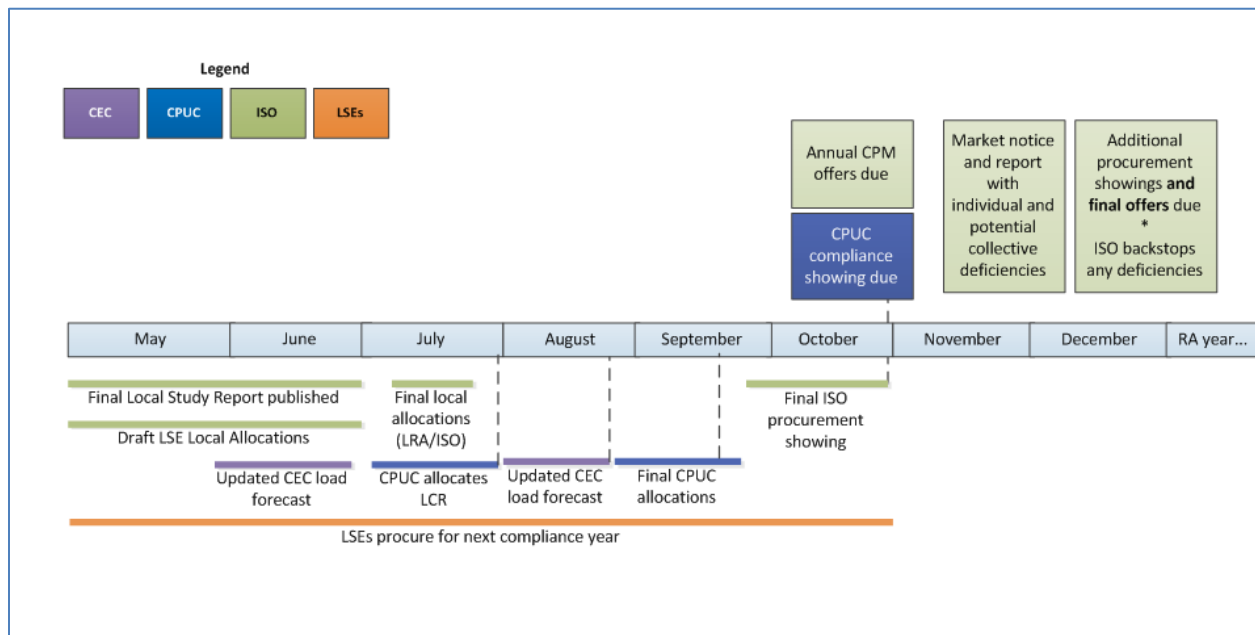 Legend
CEC
CPUC
ISO
LSEs
Annual CPM
offers due
CPUC
compliance
showing due
Market notice
and report
with
individual and
potential
collective
deficiencies
Additional
procurement
showings and
final offers due
*
ISO backstops
any deficiencies
May
June
July
August
September
October
November
December
RA year...
Final Local Study Report published
Draft LSE Local Allocations
Updated CEC load
forecast
Final local
allocations
(LRA/ISO)
CPUC allocates
LCR
Updated CEC
load forecast
Final CPUC
allocations
Final ISO
procurement
showing
LSEs procure for next compliance year